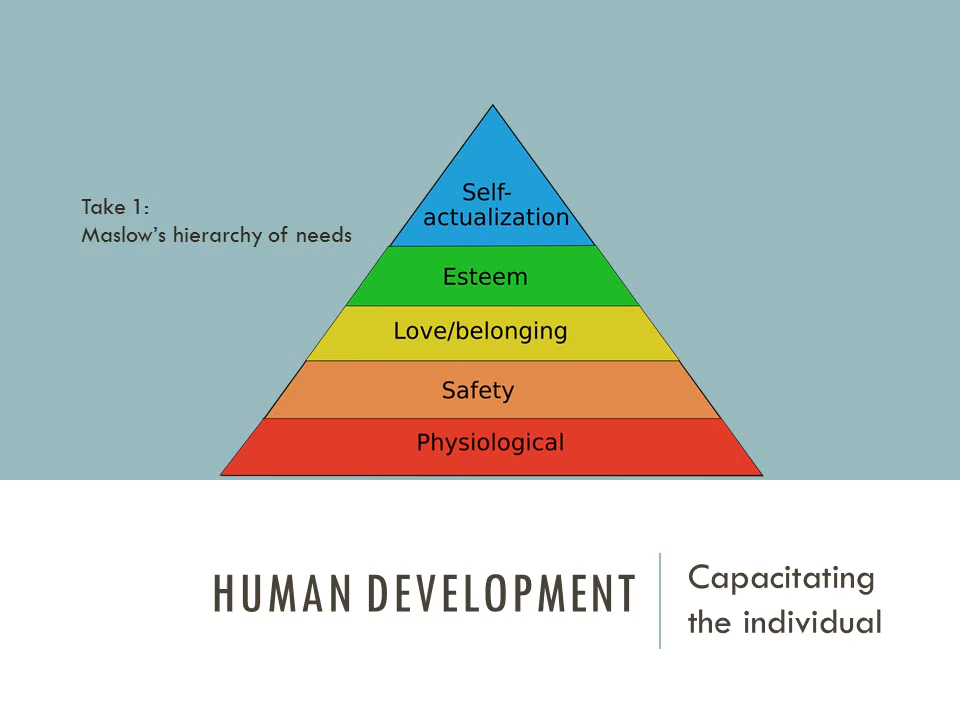 Take 1:
Maslow's hierarchy of needs
Self-
actualization
Esteem
Love/belonging
Safety
Physiological
HUMAN DEVELOPMENT
Capacitating
the individual